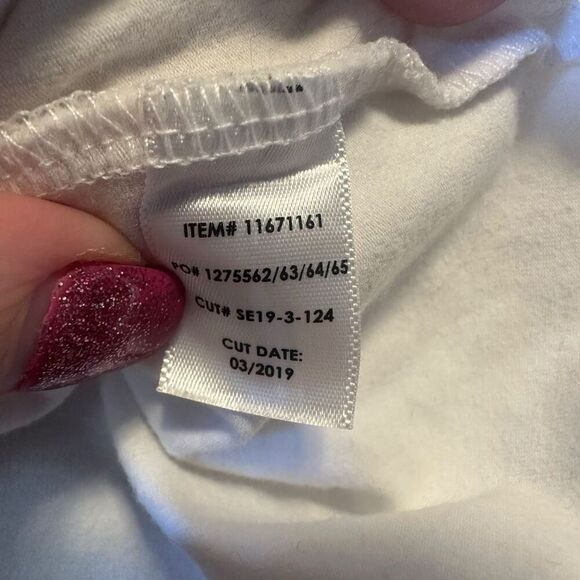 ITEM# 11671161
PO# 1275562/63/64/65
CUT# SE19-3-124
CUT DATE:
03/2019